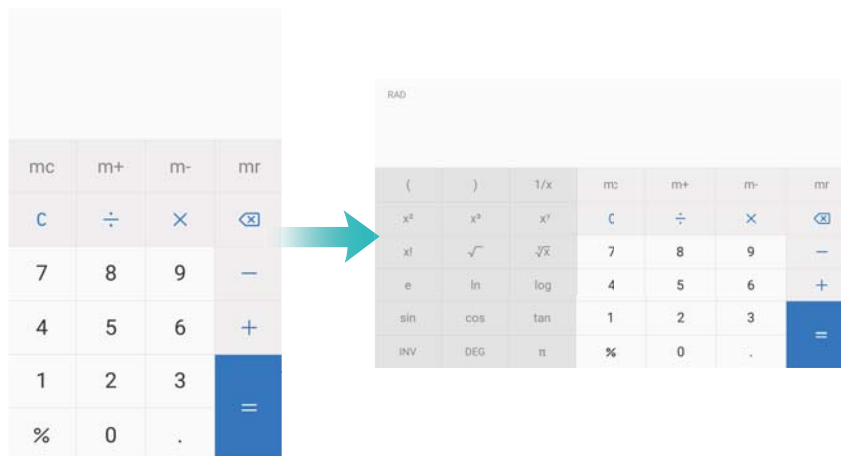 mc m+ m- mr
C ÷ ×
7 8 9 −
4 5 6 +
1 2 3 =
% 0 .
RAD
( ) 1/x mc m+ m- mr
x² x³ xʸ C ÷ ×
x! √ ʸ√x 7 8 9 −
e ln log 4 5 6 +
sin cos tan 1 2 3 =
INV DEG π % 0 .